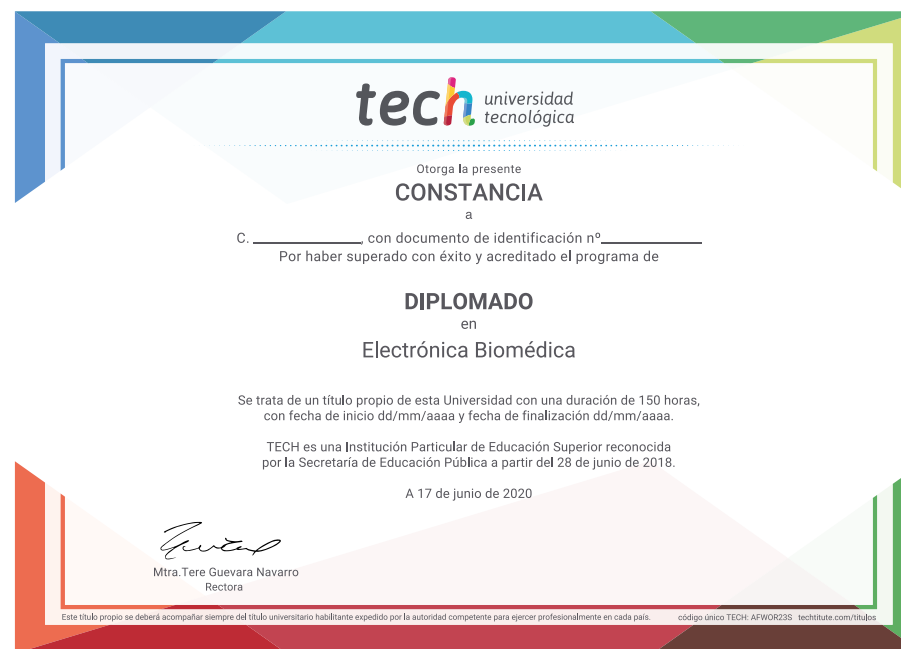 tech universidad
tecnológica
Otorga la presente
CONSTANCIA
a
C. ____________, con documento de identificación nº____________
Por haber superado con éxito y acreditado el programa de
DIPLOMADO
en
Electrónica Biomédica
Se trata de un título propio de esta Universidad con una duración de 150 horas,
con fecha de inicio dd/mm/aaaa y fecha de finalización dd/mm/aaaa.
TECH es una Institución Particular de Educación Superior reconocida
por la Secretaría de Educación Pública a partir del 28 de junio de 2018.
A 17 de junio de 2020
Mtra.Tere Guevara Navarro
Rectora
Este título propio se deberá acompañar siempre del título universitario habilitante expedido por la autoridad competente para ejercer profesionalmente en cada país. código único TECH: AFWOR23S techtitute.com/titulos